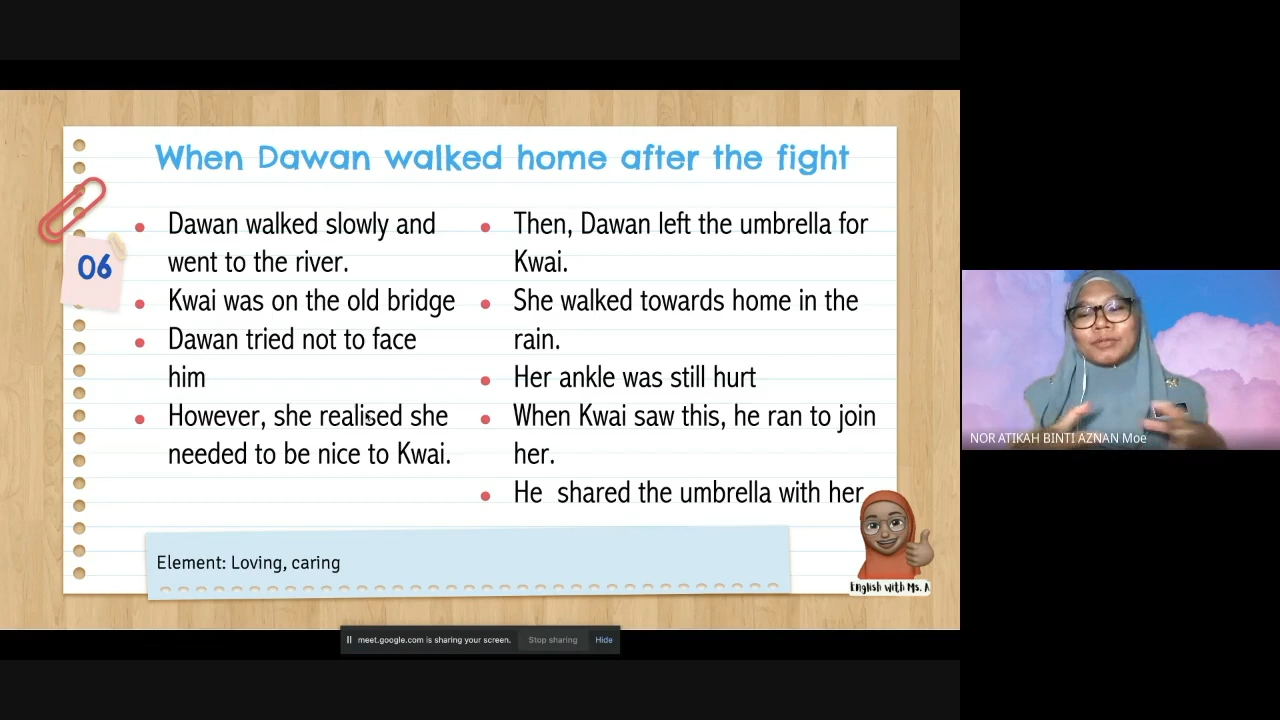 When Dawan walked home after the fight
06
Dawan walked slowly and
went to the river.
Kwai was on the old bridge
Dawan tried not to face
him
However, she realised she
needed to be nice to Kwai.
Then, Dawan left the umbrella for
Kwai.
She walked towards home in the
rain.
Her ankle was still hurt
When Kwai saw this, he ran to join
her.
He shared the umbrella with her
Element: Loving, caring
English with Ms. A
meet.google.com is sharing your screen.
Stop sharing
Hide
NOR ATIKAH BINTI AZNAN Moe